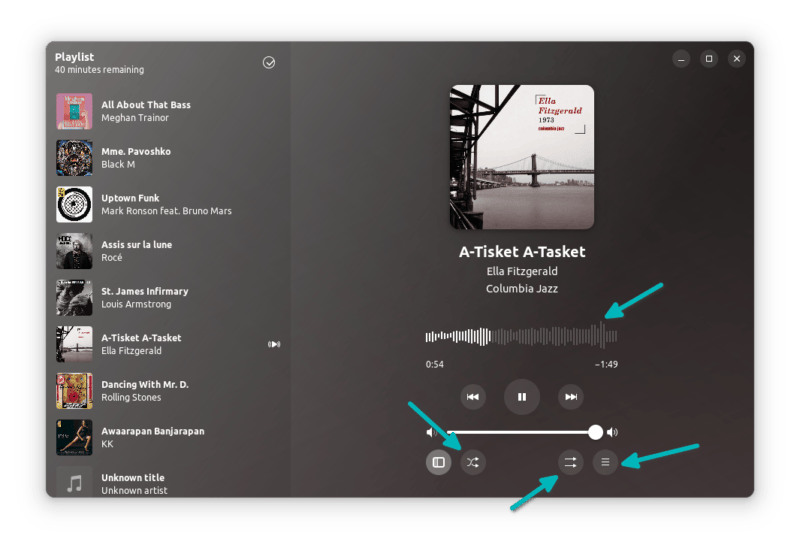 Playlist
40 minutes remaining
All About That Bass
Meghan Trainor
Mme. Pavoshko
Black M
Uptown Funk
Mark Ronson feat. Bruno Mars
Assis sur la lune
Rocé
St. James Infirmary
Louis Armstrong
A-Tisket A-Tasket
Ella Fitzgerald
Dancing With Mr. D.
Rolling Stones
Awaarapan Banjarapan
KK
Unknown title
Unknown artist
Ella
Fitzgerald
1973
columbia jazz
A-Tisket A-Tasket
Ella Fitzgerald
Columbia Jazz
0:54
−1:49